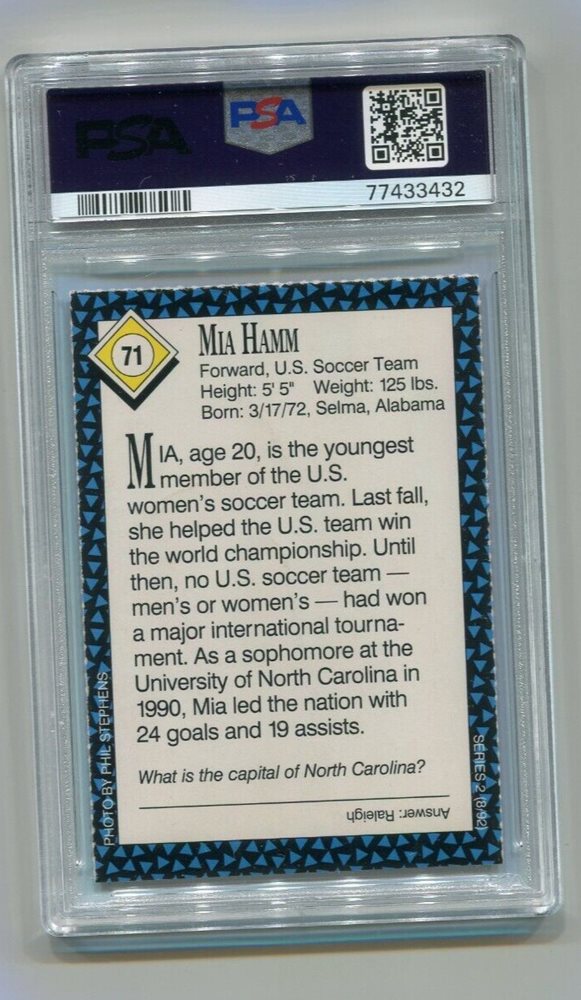 PSA
PSA
77433432
71
MIA HAMM
Forward, U.S. Soccer Team
Height: 5' 5" Weight: 125 lbs.
Born: 3/17/72, Selma, Alabama
MIA, age 20, is the youngest
member of the U.S.
women's soccer team. Last fall,
she helped the U.S. team win
the world championship. Until
then, no U.S. soccer team —
men's or women's — had won
a major international tourna-
ment. As a sophomore at the
University of North Carolina in
1990, Mia led the nation with
24 goals and 19 assists.
What is the capital of North Carolina?
Answer: Raleigh
PHOTO BY PHIL STEPHENS
SERIES 2 (8/92)